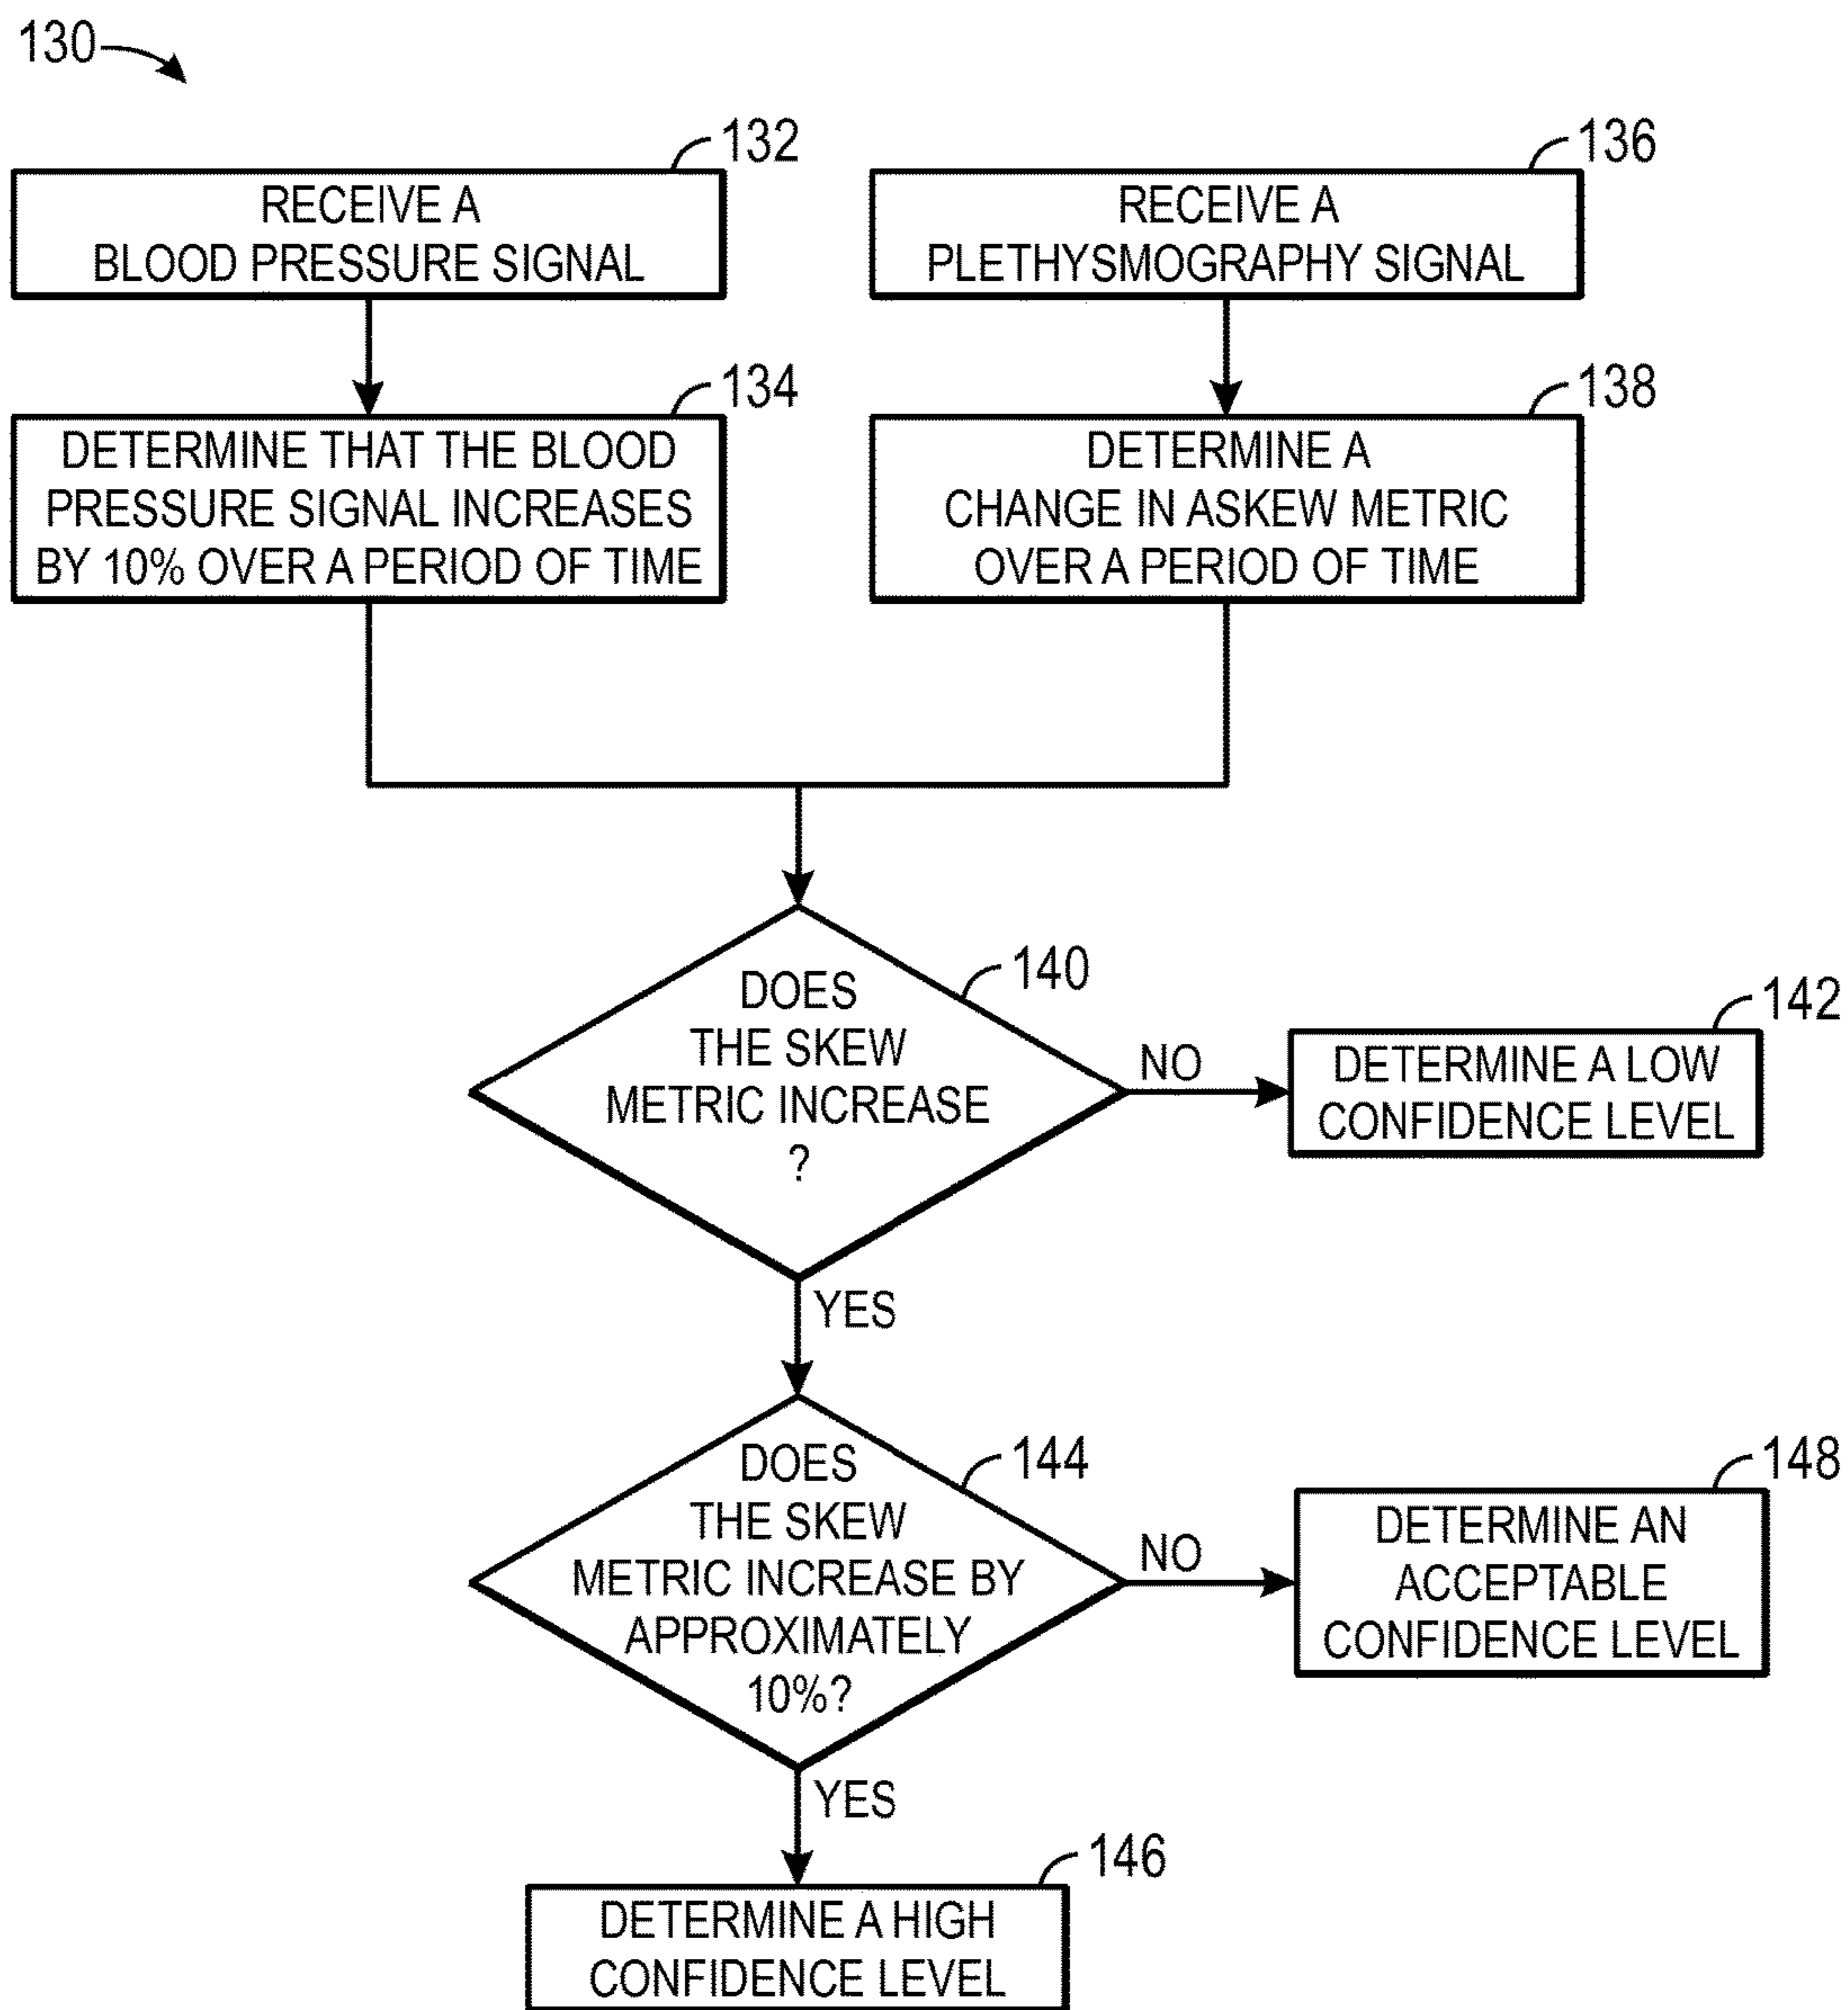 130
132
RECEIVE A
BLOOD PRESSURE SIGNAL
136
RECEIVE A
PLETHYSMOGRAPHY SIGNAL
134
DETERMINE THAT THE BLOOD
PRESSURE SIGNAL INCREASES
BY 10% OVER A PERIOD OF TIME
138
DETERMINE A
CHANGE IN ASKEW METRIC
OVER A PERIOD OF TIME
140
DOES
THE SKEW
METRIC INCREASE
?
NO
142
DETERMINE A LOW
CONFIDENCE LEVEL
YES
144
DOES
THE SKEW
METRIC INCREASE BY
APPROXIMATELY
10%?
NO
148
DETERMINE AN
ACCEPTABLE
CONFIDENCE LEVEL
YES
146
DETERMINE A HIGH
CONFIDENCE LEVEL